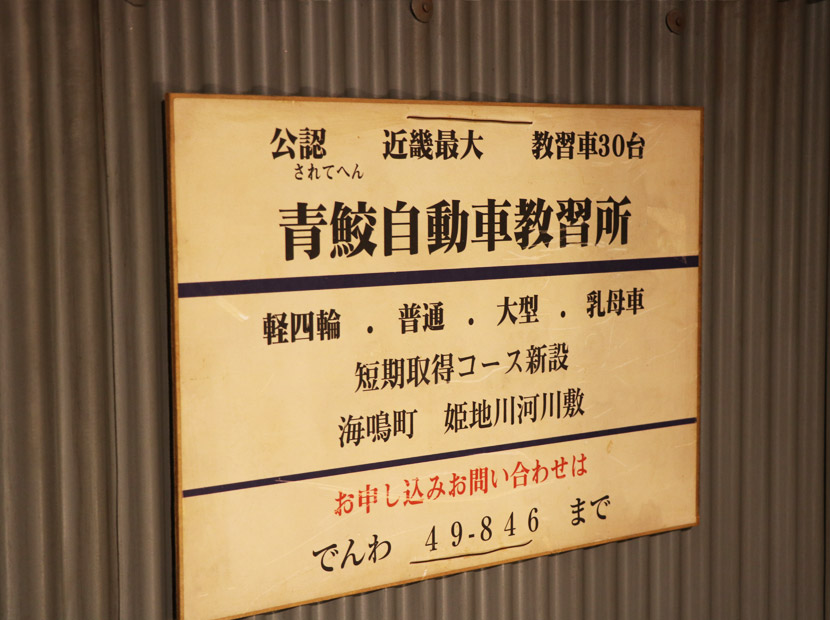 公認 近畿最大 教習車30台
されてへん
青鮫自動車教習所
軽四輪 . 普通 . 大型 . 乳母車
短期取得コース新設
海鳴町 姫地川河川敷
お申し込みお問い合わせは
でんわ 49-846 まで